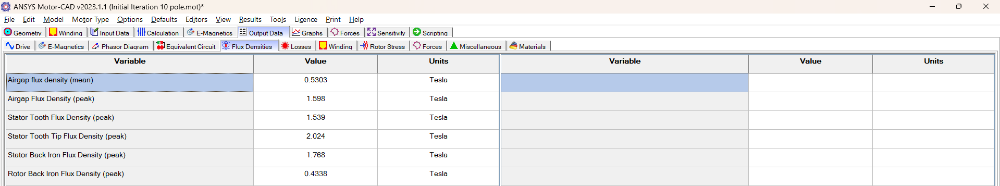 ANSYS Motor-CAD v2023.1.1 (Initial Iteration 10 pole.mot)*
File Edit Model Motor Type Options Defaults Editors View Results Tools Licence Print Help
Geometry Winding Input Data Calculation E-Magnetics Output Data Graphs Forces Sensitivity Scripting
Drive E-Magnetics Phasor Diagram Equivalent Circuit Flux Densities Losses Winding Rotor Stress Forces Miscellaneous Materials
Variable Value Units Variable Value Units
Airgap flux density (mean) 0.5303 Tesla
Airgap Flux Density (peak) 1.598 Tesla
Stator Tooth Flux Density (peak) 1.539 Tesla
Stator Tooth Tip Flux Density (peak) 2.024 Tesla
Stator Back Iron Flux Density (peak) 1.768 Tesla
Rotor Back Iron Flux Density (peak) 0.4338 Tesla